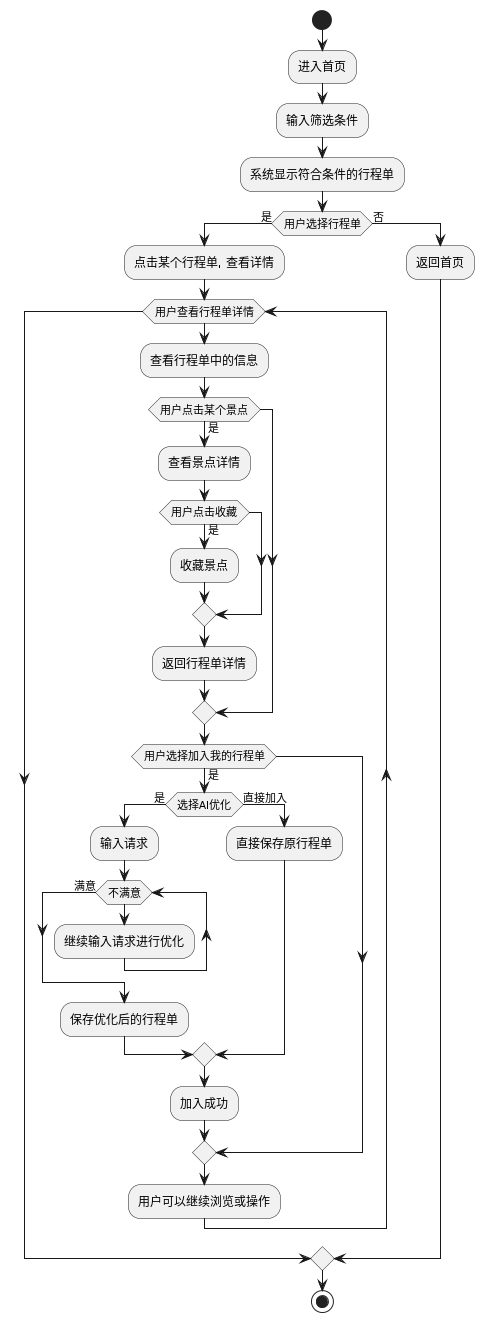 进入首页
输入筛选条件
系统显示符合条件的行程单
是
用户选择行程单
否
点击某个行程单, 查看详情
返回首页
用户查看行程单详情
查看行程单中的信息
用户点击某个景点
是
查看景点详情
用户点击收藏
是
收藏景点
返回行程单详情
用户选择加入我的行程单
是
是
选择AI优化
直接加入
输入请求
直接保存原行程单
满意
不满意
继续输入请求进行优化
保存优化后的行程单
加入成功
用户可以继续浏览或操作